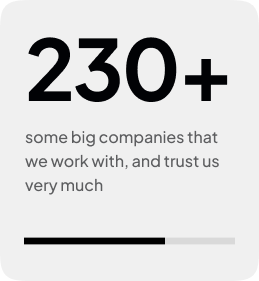 230+
some big companies that
we work with, and trust us
very much